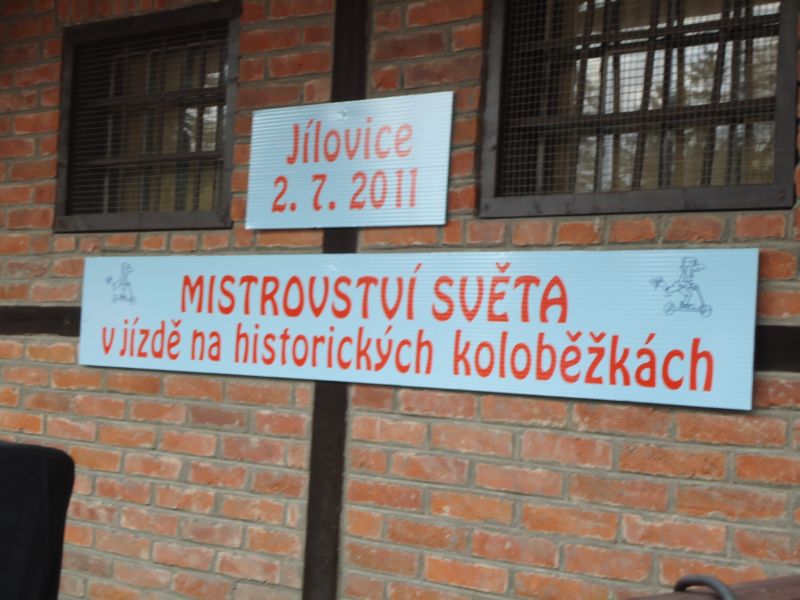 Jílovice
2. 7. 2011
MISTROVSTVÍ SVĚTA
v jízdě na historických koloběžkách